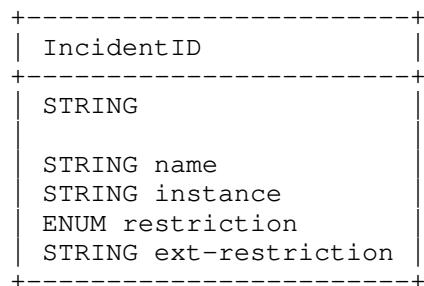 IncidentID
STRING
STRING name
STRING instance
ENUM restriction
STRING ext-restriction